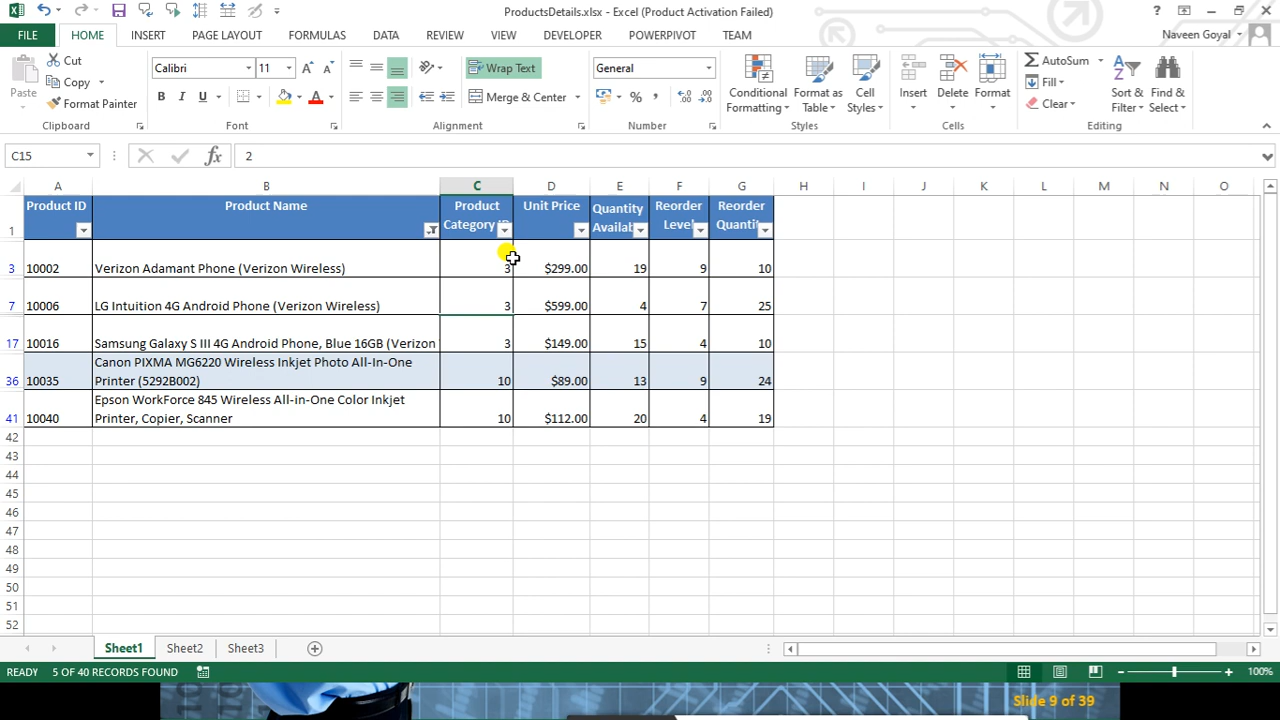 ProductsDetails.xlsx - Excel (Product Activation Failed)
FILE HOME INSERT PAGE LAYOUT FORMULAS DATA REVIEW VIEW DEVELOPER POWERPIVOT TEAM Naveen Goyal
Paste Cut Copy Format Painter Clipboard
Calibri 11 B I U A Font
Wrap Text Merge & Center Alignment
General % , Number
Conditional Formatting Format as Table Cell Styles Styles
Insert Delete Format Cells
AutoSum Fill Clear Sort & Filter Find & Select Editing
C15 fx 2
A B C D E F G H I J K L M N O
1 Product ID Product Name Product Category ID Unit Price Quantity Availab Reorder Level Reorder Quanti
3 10002 Verizon Adamant Phone (Verizon Wireless) 3 $299.00 19 9 10
7 10006 LG Intuition 4G Android Phone (Verizon Wireless) 3 $599.00 4 7 25
17 10016 Samsung Galaxy S III 4G Android Phone, Blue 16GB (Verizon 3 $149.00 15 4 10
36 10035 Canon PIXMA MG6220 Wireless Inkjet Photo All-In-One Printer (5292B002) 10 $89.00 13 9 24
41 10040 Epson WorkForce 845 Wireless All-in-One Color Inkjet Printer, Copier, Scanner 10 $112.00 20 4 19
42
43
44
45
46
47
48
49
50
51
52
Sheet1 Sheet2 Sheet3
READY 5 OF 40 RECORDS FOUND 100%
Slide 9 of 39